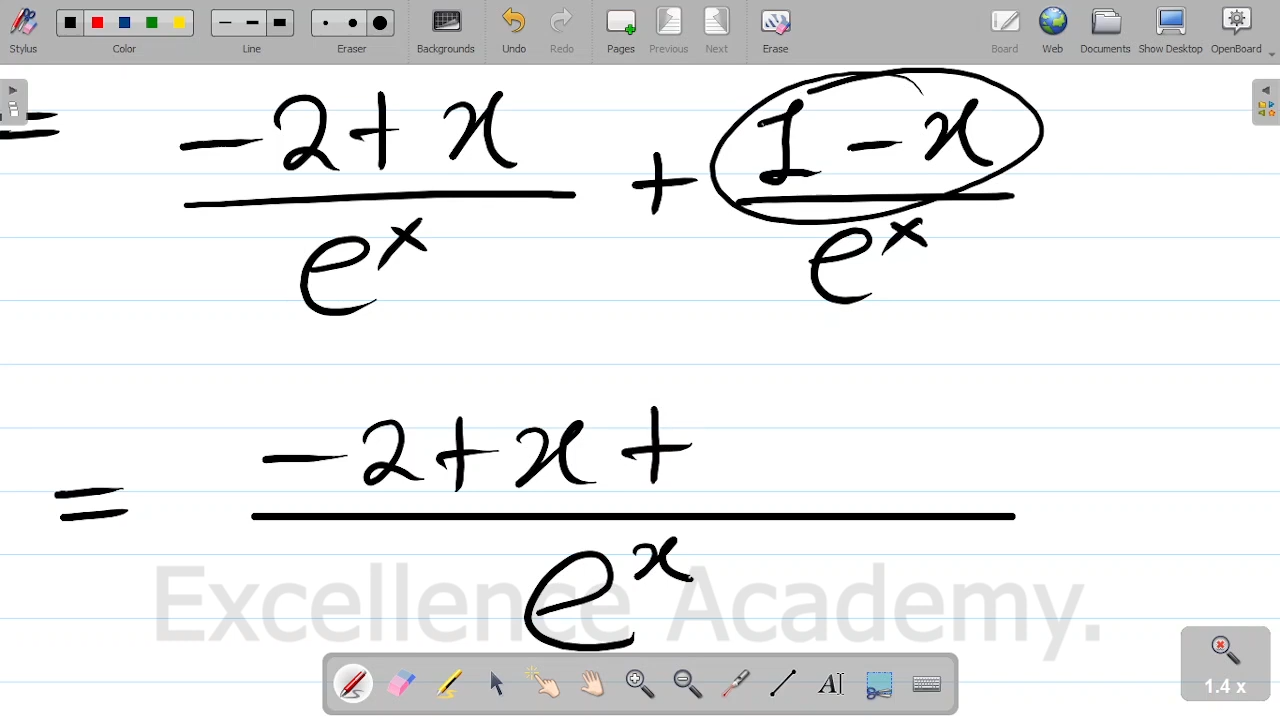 Stylus Color Line Eraser Backgrounds Undo Redo Pages Previous Next Erase Board Web Documents Show Desktop OpenBoard
= -2+x/e^x + 1-x/e^x
= -2+x+/e^x
Excellence Academy.
AI
1.4 x